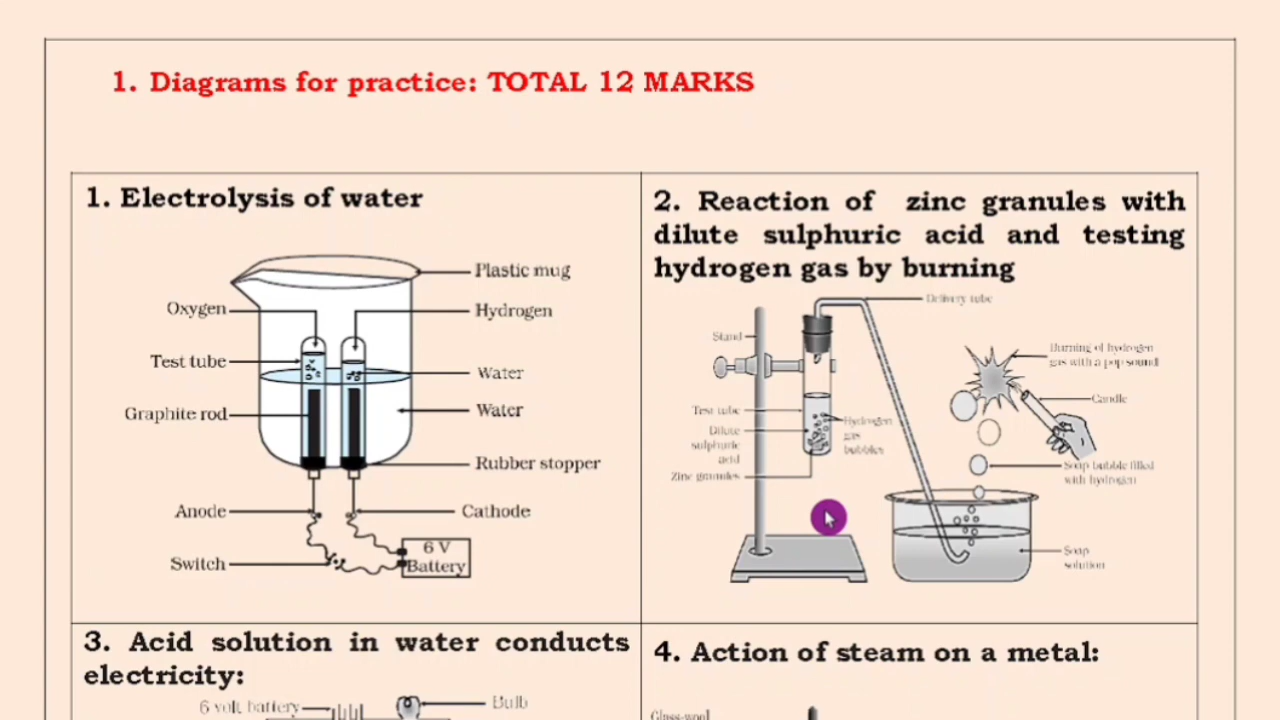 1. Diagrams for practice: TOTAL 12 MARKS
1. Electrolysis of water
Plastic mug
Oxygen
Hydrogen
Test tube
Water
Graphite rod
Water
Rubber stopper
Anode
Cathode
Switch
6 V
Battery
2. Reaction of zinc granules with
dilute sulphuric acid and testing
hydrogen gas by burning
Delivery tube
Stand
Burning of hydrogen
gas with a pop sound
Candle
Test tube
Hydrogen
gas
bubbles
Dilute
sulphuric
acid
Zinc granules
Soap bubble filled
with hydrogen
Soap
solution
3. Acid solution in water conducts
electricity:
6 volt battery
Bulb
4. Action of steam on a metal:
Glass-wool